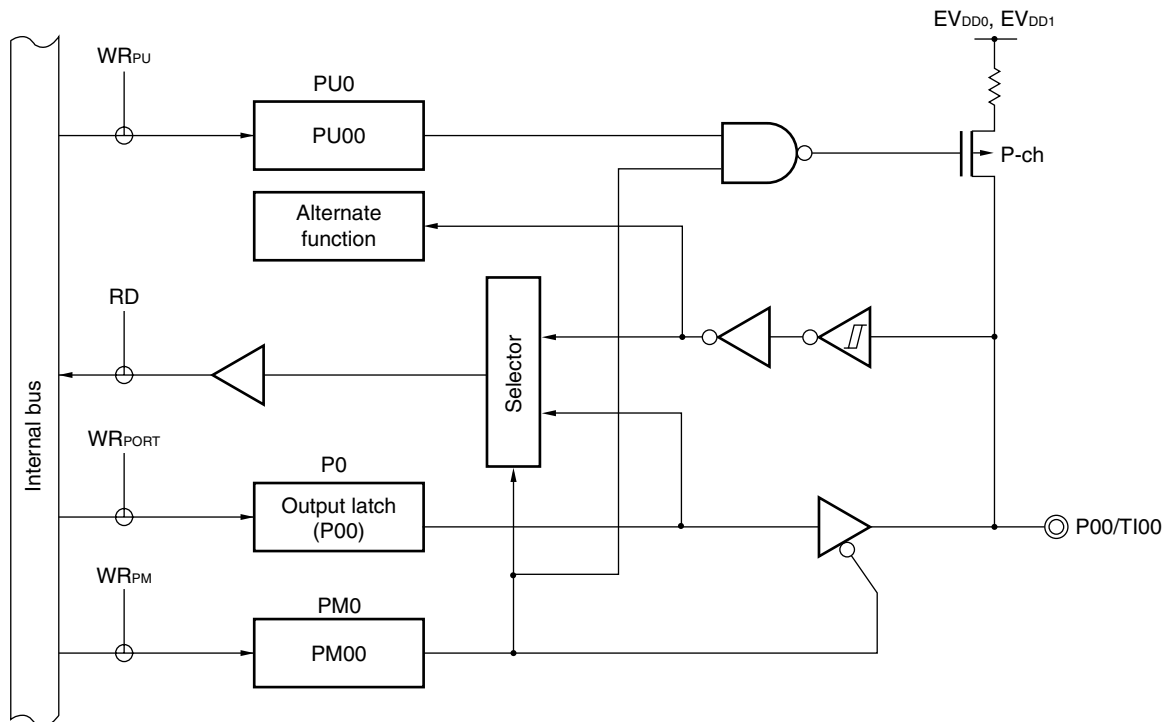 EVDD0, EVDD1
WRPU
PU0
PU00
P-ch
Alternate
function
RD
Selector
Internal bus
WRPORT
P0
Output latch
(P00)
P00/TI00
WRPM
PM0
PM00